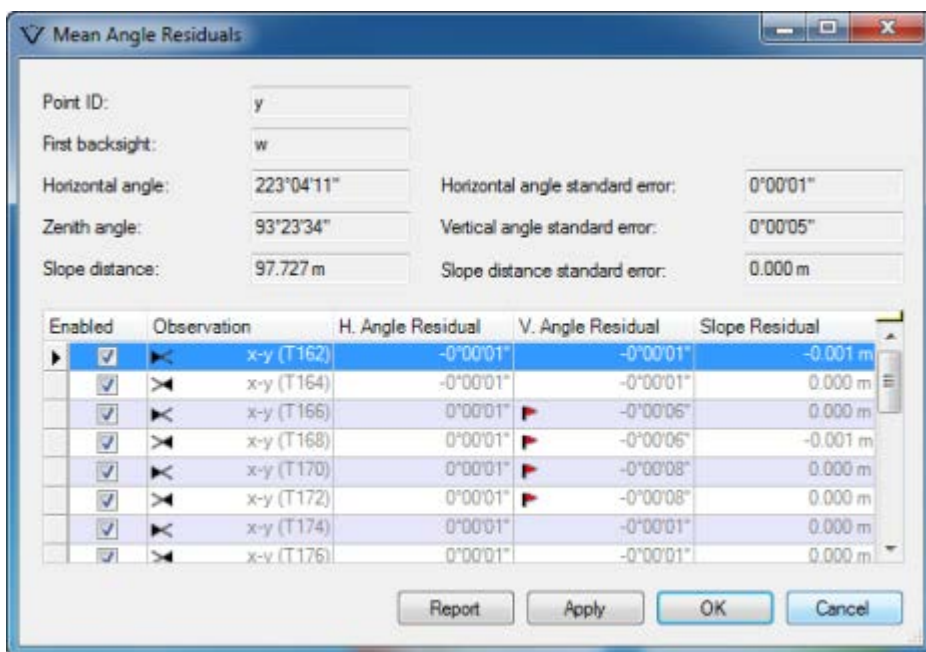 Mean Angle Residuals
Point ID: y
First backsight: w
Horizontal angle: 223°04'11" Horizontal angle standard error: 0°00'01"
Zenith angle: 93°23'34" Vertical angle standard error: 0°00'05"
Slope distance: 97.727 m Slope distance standard error: 0.000 m
Enabled Observation H. Angle Residual V. Angle Residual Slope Residual
x-y (T162) -0°00'01" -0°00'01" -0.001 m
x-y (T164) -0°00'01" -0°00'01" 0.000 m
x-y (T166) 0°00'01" -0°00'06" 0.000 m
x-y (T168) 0°00'01" -0°00'06" -0.001 m
x-y (T170) 0°00'01" -0°00'08" 0.000 m
x-y (T172) 0°00'01" -0°00'08" 0.000 m
x-y (T174) 0°00'01" -0°00'01" 0.000 m
x-y (T176) 0°00'01" -0°00'01" 0.000 m
Report Apply OK Cancel